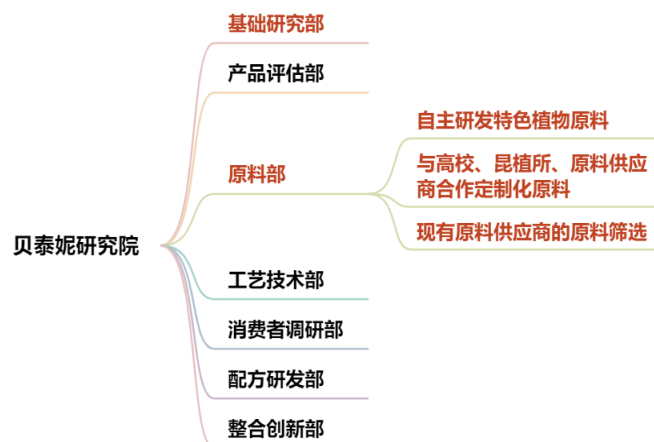 基础研究部
产品评估部
自主研发特色植物原料
原料部
与高校、昆植所、原料供应
商合作定制化原料
现有原料供应商的原料筛选
贝泰妮研究院
工艺技术部
消费者调研部
配方研发部
整合创新部